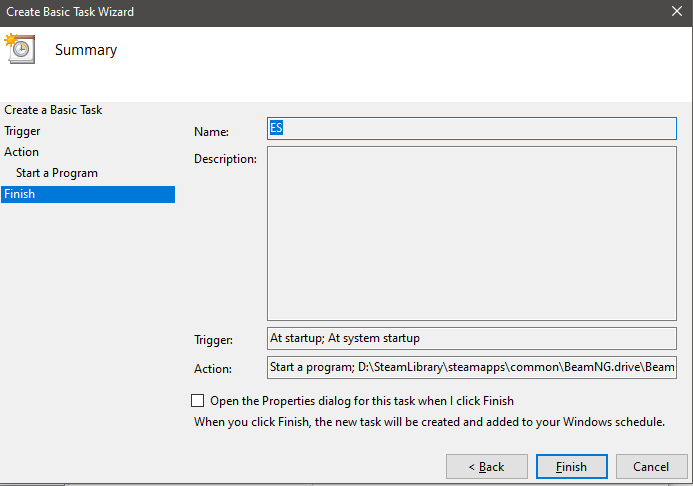 Create Basic Task Wizard
Summary
Create a Basic Task
Trigger
Action
Start a Program
Finish
Name: ES
Description:
Trigger: At startup; At system startup
Action: Start a program; D:\SteamLibrary\steamapps\common\BeamNG.drive\Beam
Open the Properties dialog for this task when I click Finish
When you click Finish, the new task will be created and added to your Windows schedule.
< Back Finish Cancel